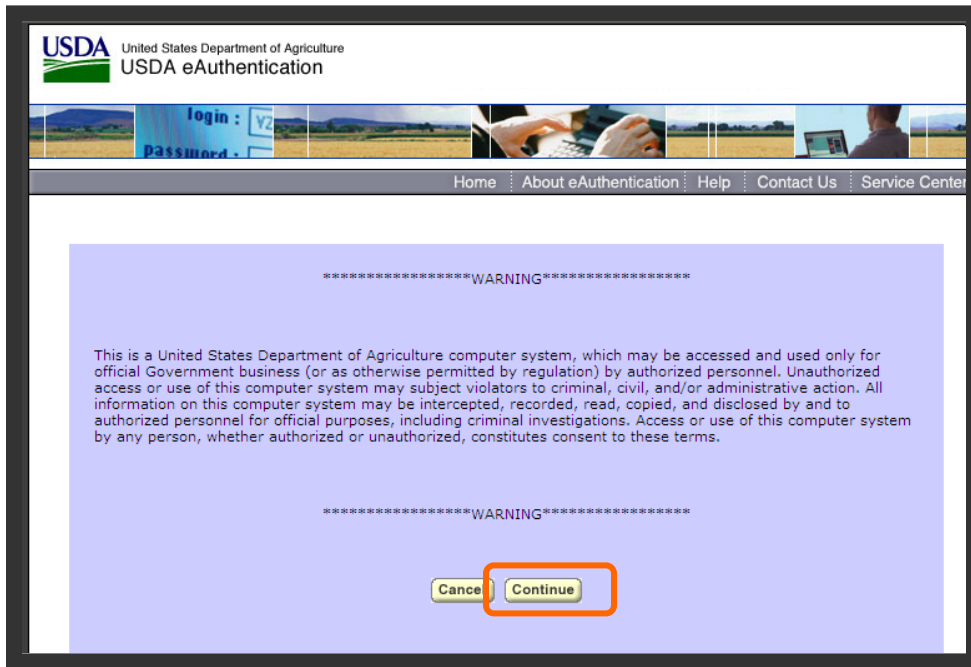 USDA
United States Department of Agriculture
USDA eAuthentication
login :
password :
Home About eAuthentication Help Contact Us Service Center
*****************WARNING*****************
This is a United States Department of Agriculture computer system, which may be accessed and used only for
official Government business (or as otherwise permitted by regulation) by authorized personnel. Unauthorized
access or use of this computer system may subject violators to criminal, civil, and/or administrative action. All
information on this computer system may be intercepted, recorded, read, copied, and disclosed by and to
authorized personnel for official purposes, including criminal investigations. Access or use of this computer system
by any person, whether authorized or unauthorized, constitutes consent to these terms.
*****************WARNING*****************
Cancel Continue